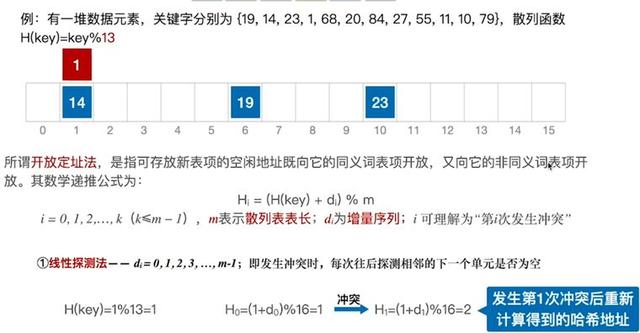 例：有一堆数据元素，关键字分别为 {19, 14, 23, 1, 68, 20, 84, 27, 55, 11, 10, 79}，散列函数
H(key)=key%13
1
14 19 23
0 1 2 3 4 5 6 7 8 9 10 11 12 13 14 15
所谓开放定址法，是指可存放新表项的空闲地址既向它的同义词表项开放，又向它的非同义词表项开
放。其数学递推公式为：
Hi = (H(key) + di) % m
i = 0, 1, 2,…, k（k≤m – 1），m表示散列表表长；di为增量序列；i 可理解为“第i次发生冲突”
①线性探测法—— di = 0, 1, 2, 3, …, m-1；即发生冲突时，每次往后探测相邻的下一个单元是否为空
H(key)=1%13=1 H0=(1+d0)%16=1 冲突 H1=(1+d1)%16=2
发生第1次冲突后重新
计算得到的哈希地址